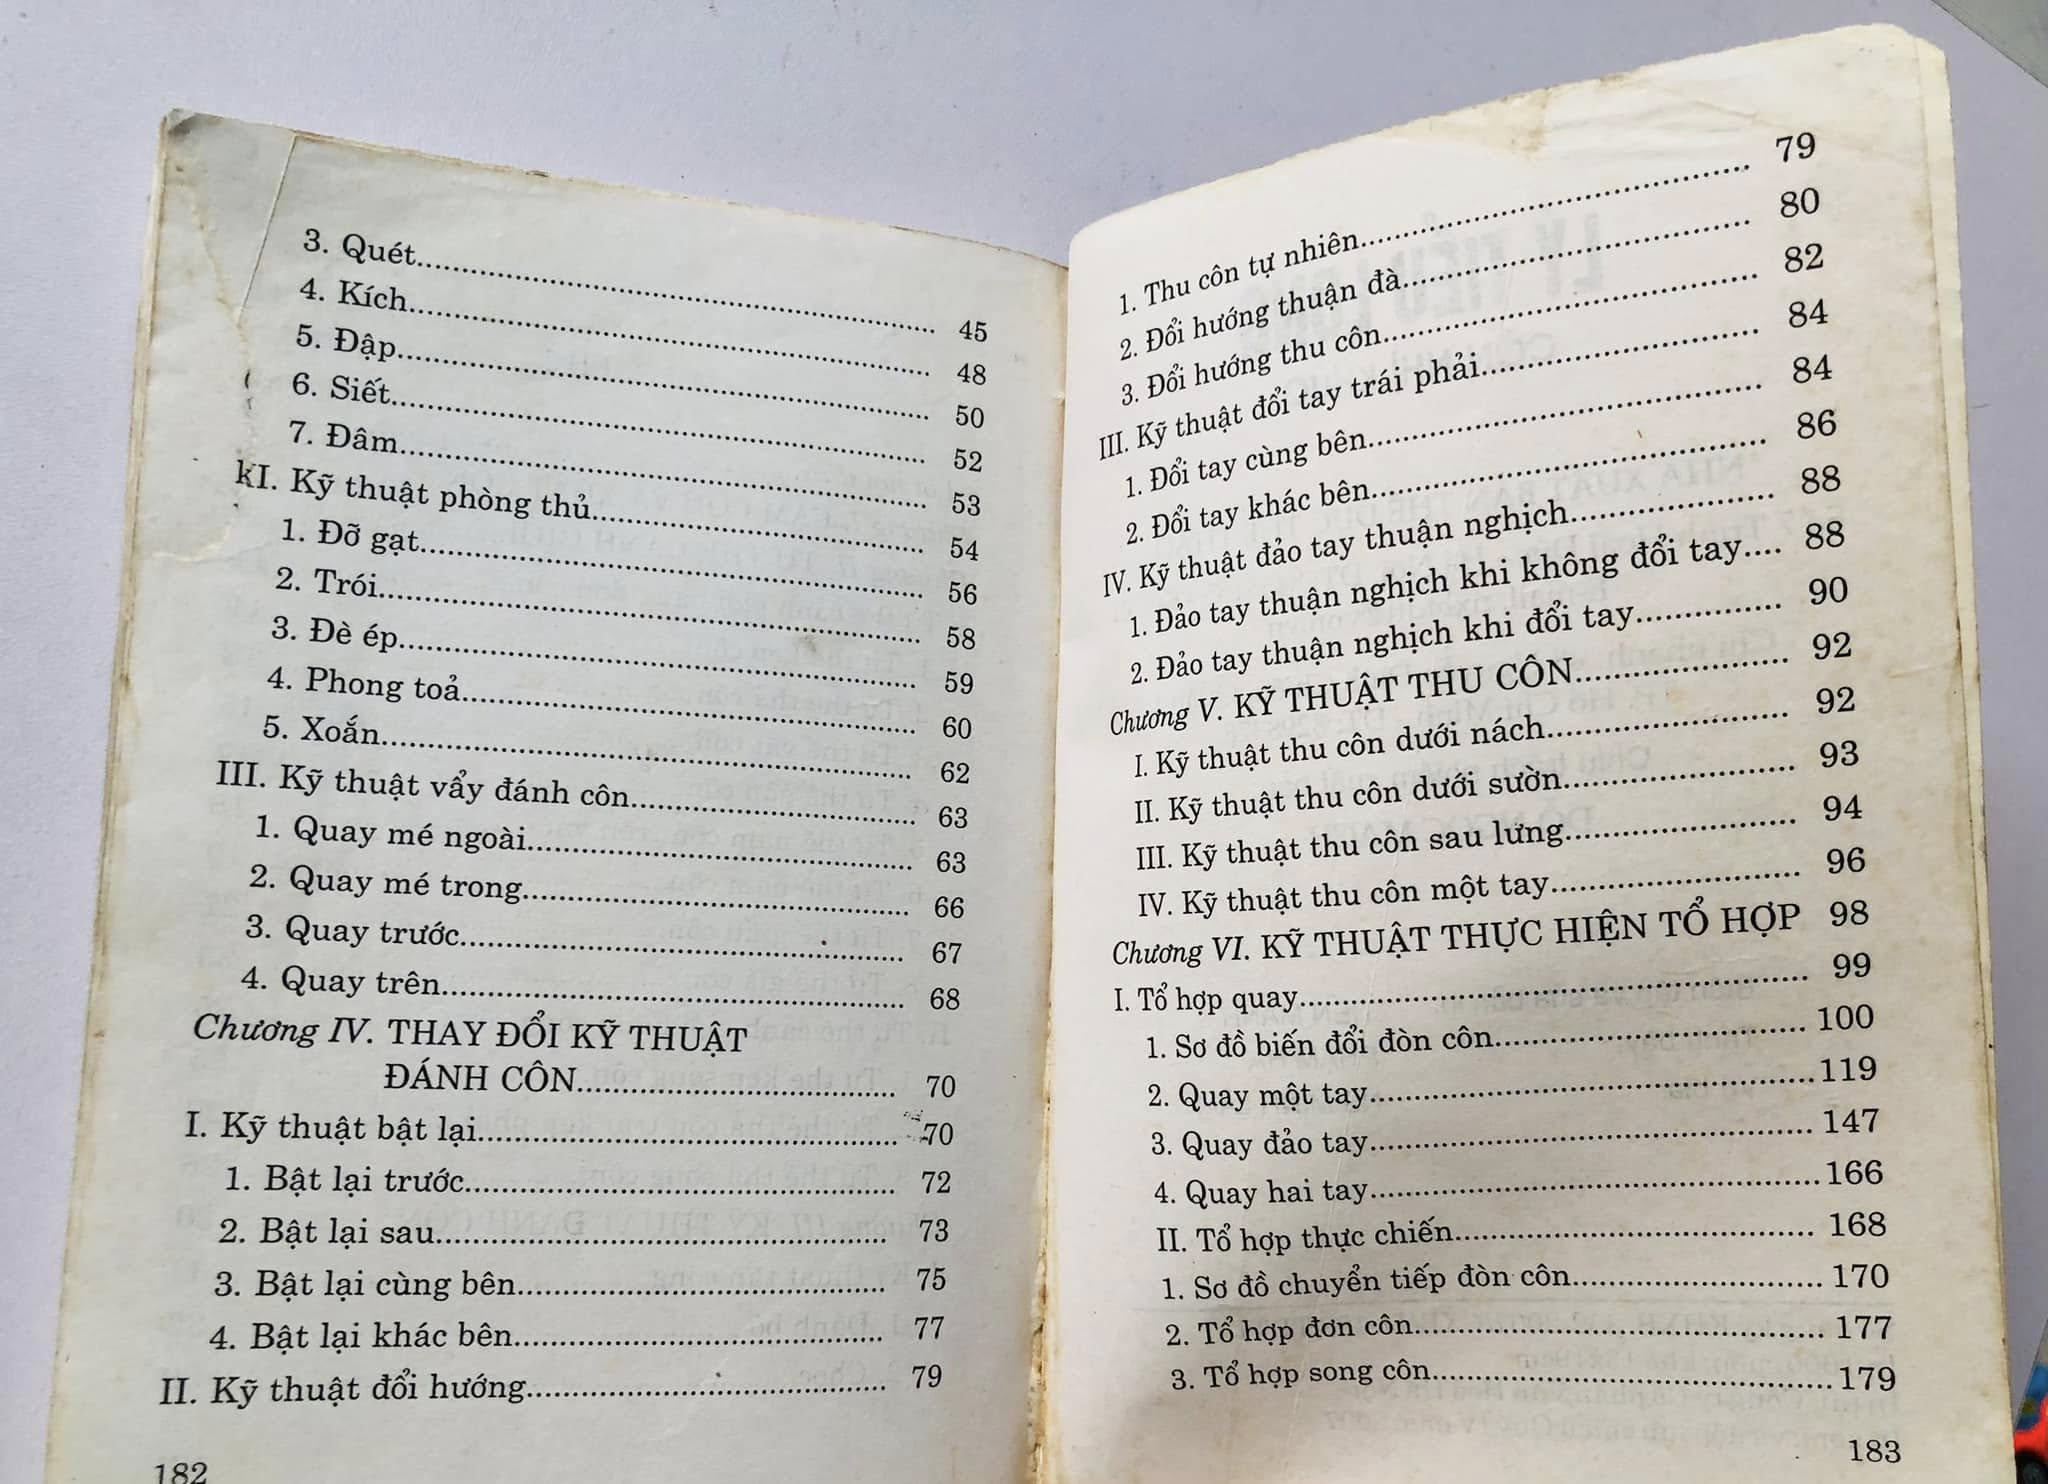 3. Quét.......... 45
4. Kích.......... 48
5. Đập.......... 50
6. Siết.......... 52
7. Đâm.......... 53
kI. Kỹ thuật phòng thủ.......... 54
1. Đỡ gạt.......... 56
2. Trói.......... 58
3. Đè ép.......... 59
4. Phong toả.......... 60
5. Xoắn.......... 62
III. Kỹ thuật vẩy đánh côn.......... 63
1. Quay mé ngoài.......... 63
2. Quay mé trong.......... 66
3. Quay trước.......... 67
4. Quay trên.......... 68
Chương IV. THAY ĐỔI KỸ THUẬT
ĐÁNH CÔN.......... 70
I. Kỹ thuật bật lại.......... 70
1. Bật lại trước.......... 72
2. Bật lại sau.......... 73
3. Bật lại cùng bên.......... 75
4. Bật lại khác bên.......... 77
II. Kỹ thuật đổi hướng.......... 79
182
1. Thu côn tự nhiên.......... 79
2. Đổi hướng thuận đà.......... 80
3. Đổi hướng thu côn.......... 82
III. Kỹ thuật đổi tay trái phải.......... 84
1. Đổi tay cùng bên.......... 84
2. Đổi tay khác bên.......... 86
IV. Kỹ thuật đảo tay thuận nghịch.......... 88
1. Đảo tay thuận nghịch khi không đổi tay.... 88
2. Đảo tay thuận nghịch khi đổi tay.......... 90
Chương V. KỸ THUẬT THU CÔN.......... 92
I. Kỹ thuật thu côn dưới nách.......... 92
II. Kỹ thuật thu côn dưới sườn.......... 93
III. Kỹ thuật thu côn sau lưng.......... 94
IV. Kỹ thuật thu côn một tay.......... 96
Chương VI. KỸ THUẬT THỰC HIỆN TỔ HỢP 98
I. Tổ hợp quay.......... 99
1. Sơ đồ biến đổi đòn côn.......... 100
2. Quay một tay.......... 119
3. Quay đảo tay.......... 147
4. Quay hai tay.......... 166
II. Tổ hợp thực chiến.......... 168
1. Sơ đồ chuyển tiếp đòn côn.......... 170
2. Tổ hợp đơn côn.......... 177
3. Tổ hợp song côn.......... 179
183